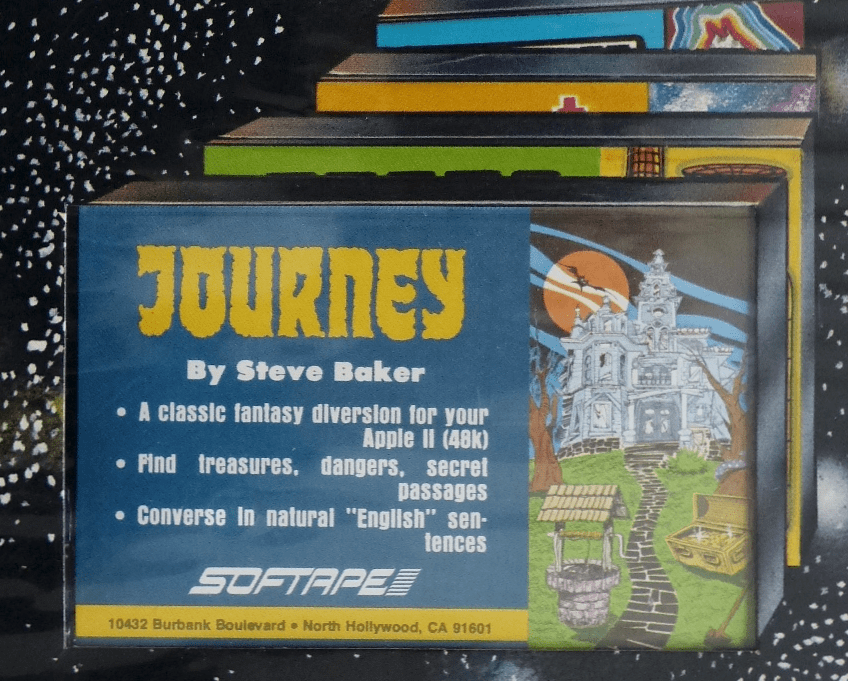 JOURNEY
By Steve Baker
• A classic fantasy diversion for your
Apple II (48k)
• Find treasures, dangers, secret
passages
• Converse in natural "English" sen-
tences
SOFTAPE
10432 Burbank Boulevard • North Hollywood, CA 91601